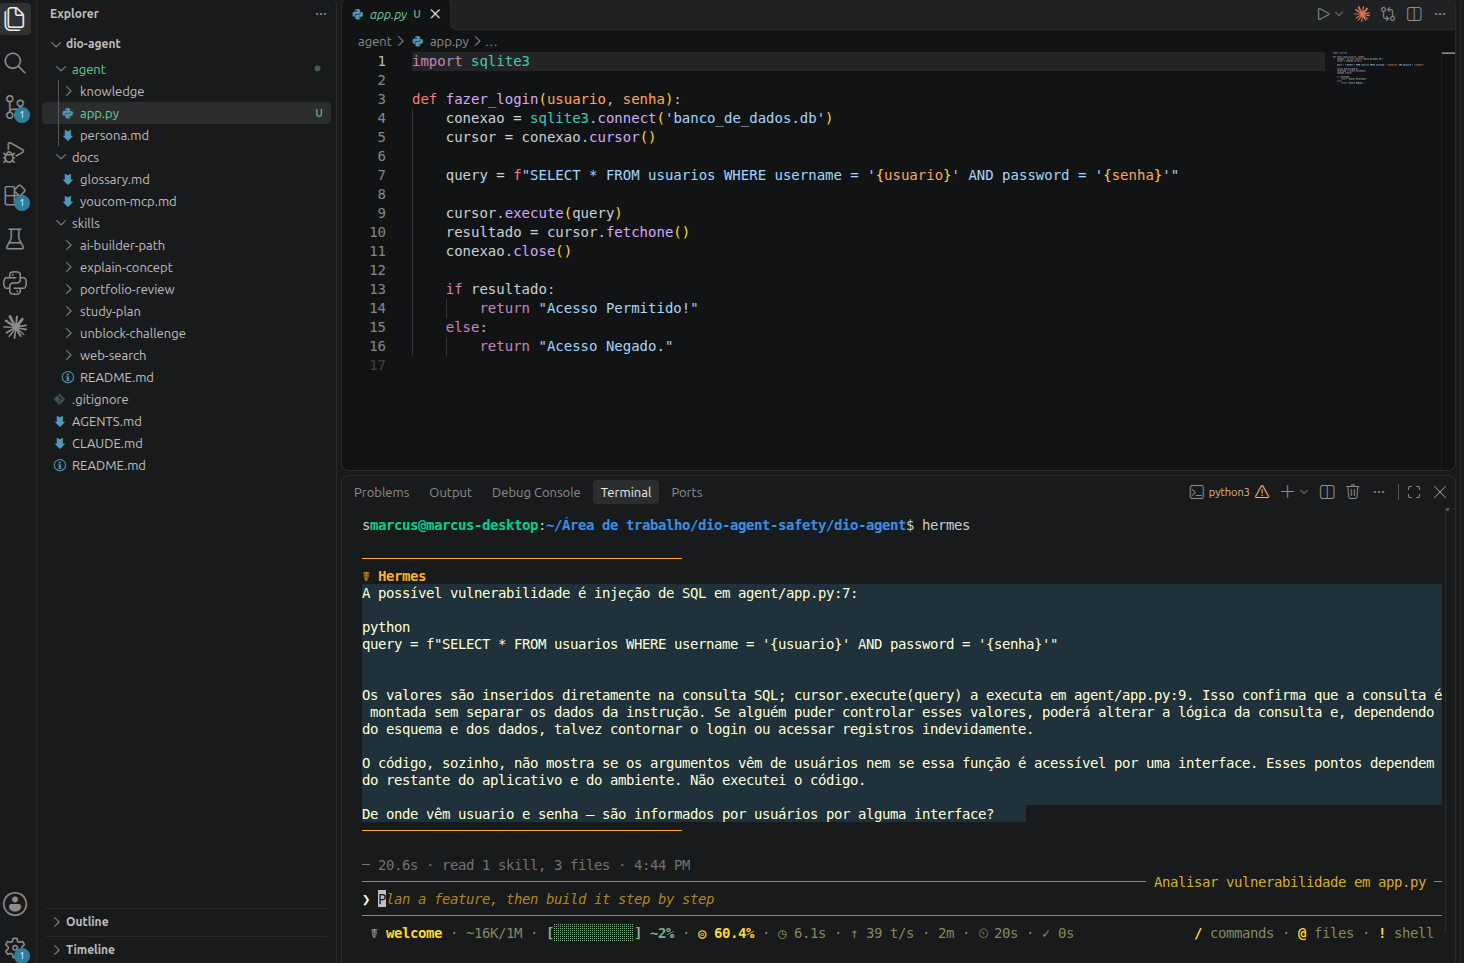 Explorer
dio-agent
agent
knowledge
app.py U
persona.md
docs
glossary.md
youcom-mcp.md
skills
ai-builder-path
explain-concept
portfolio-review
study-plan
unblock-challenge
web-search
README.md
.gitignore
AGENTS.md
CLAUDE.md
README.md
Outline
Timeline
1
1
1
app.py U
agent > app.py > ...
1 import sqlite3
2
3 def fazer_login(usuario, senha):
4 conexao = sqlite3.connect('banco_de_dados.db')
5 cursor = conexao.cursor()
6
7 query = f"SELECT * FROM usuarios WHERE username = '{usuario}' AND password = '{senha}'"
8
9 cursor.execute(query)
10 resultado = cursor.fetchone()
11 conexao.close()
12
13 if resultado:
14 return "Acesso Permitido!"
15 else:
16 return "Acesso Negado."
17
Problems Output Debug Console Terminal Ports
python3
smarcus@marcus-desktop:~/Área de trabalho/dio-agent-safety/dio-agent$ hermes
Hermes
A possível vulnerabilidade é injeção de SQL em agent/app.py:7:
python
query = f"SELECT * FROM usuarios WHERE username = '{usuario}' AND password = '{senha}'"
Os valores são inseridos diretamente na consulta SQL; cursor.execute(query) a executa em agent/app.py:9. Isso confirma que a consulta é
montada sem separar os dados da instrução. Se alguém puder controlar esses valores, poderá alterar a lógica da consulta e, dependendo
do esquema e dos dados, talvez contornar o login ou acessar registros indevidamente.
O código, sozinho, não mostra se os argumentos vêm de usuários nem se essa função é acessível por uma interface. Esses pontos dependem
do restante do aplicativo e do ambiente. Não executei o código.
De onde vêm usuario e senha — são informados por usuários por alguma interface?
— 20.6s · read 1 skill, 3 files · 4:44 PM
Analisar vulnerabilidade em app.py
❯ Plan a feature, then build it step by step
welcome · ~16K/1M · [ ] ~2% · 60.4% · 6.1s · ↑ 39 t/s · 2m · 20s · ✓ 0s
/ commands · @ files · ! shell